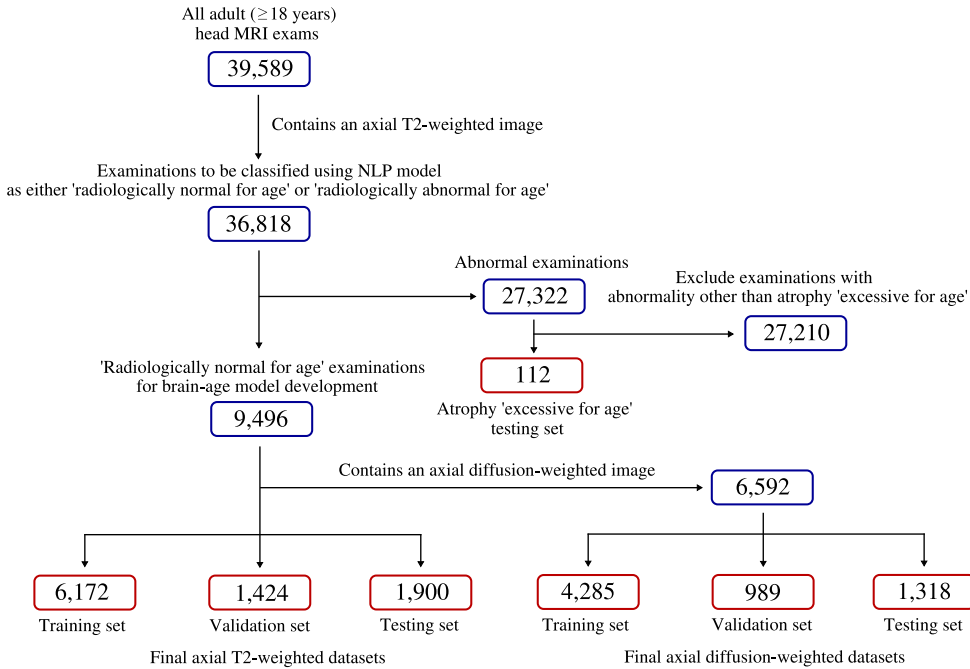 All adult (≥18 years)
head MRI exams
39,589
Contains an axial T2-weighted image
Examinations to be classified using NLP model
as either 'radiologically normal for age' or 'radiologically abnormal for age'
36,818
Abnormal examinations
27,322
Exclude examinations with
abnormality other than atrophy 'excessive for age'
27,210
112
Atrophy 'excessive for age'
testing set
'Radiologically normal for age' examinations
for brain-age model development
9,496
Contains an axial diffusion-weighted image
6,592
6,172
1,424
1,900
Training set
Validation set
Testing set
Final axial T2-weighted datasets
4,285
989
1,318
Training set
Validation set
Testing set
Final axial diffusion-weighted datasets